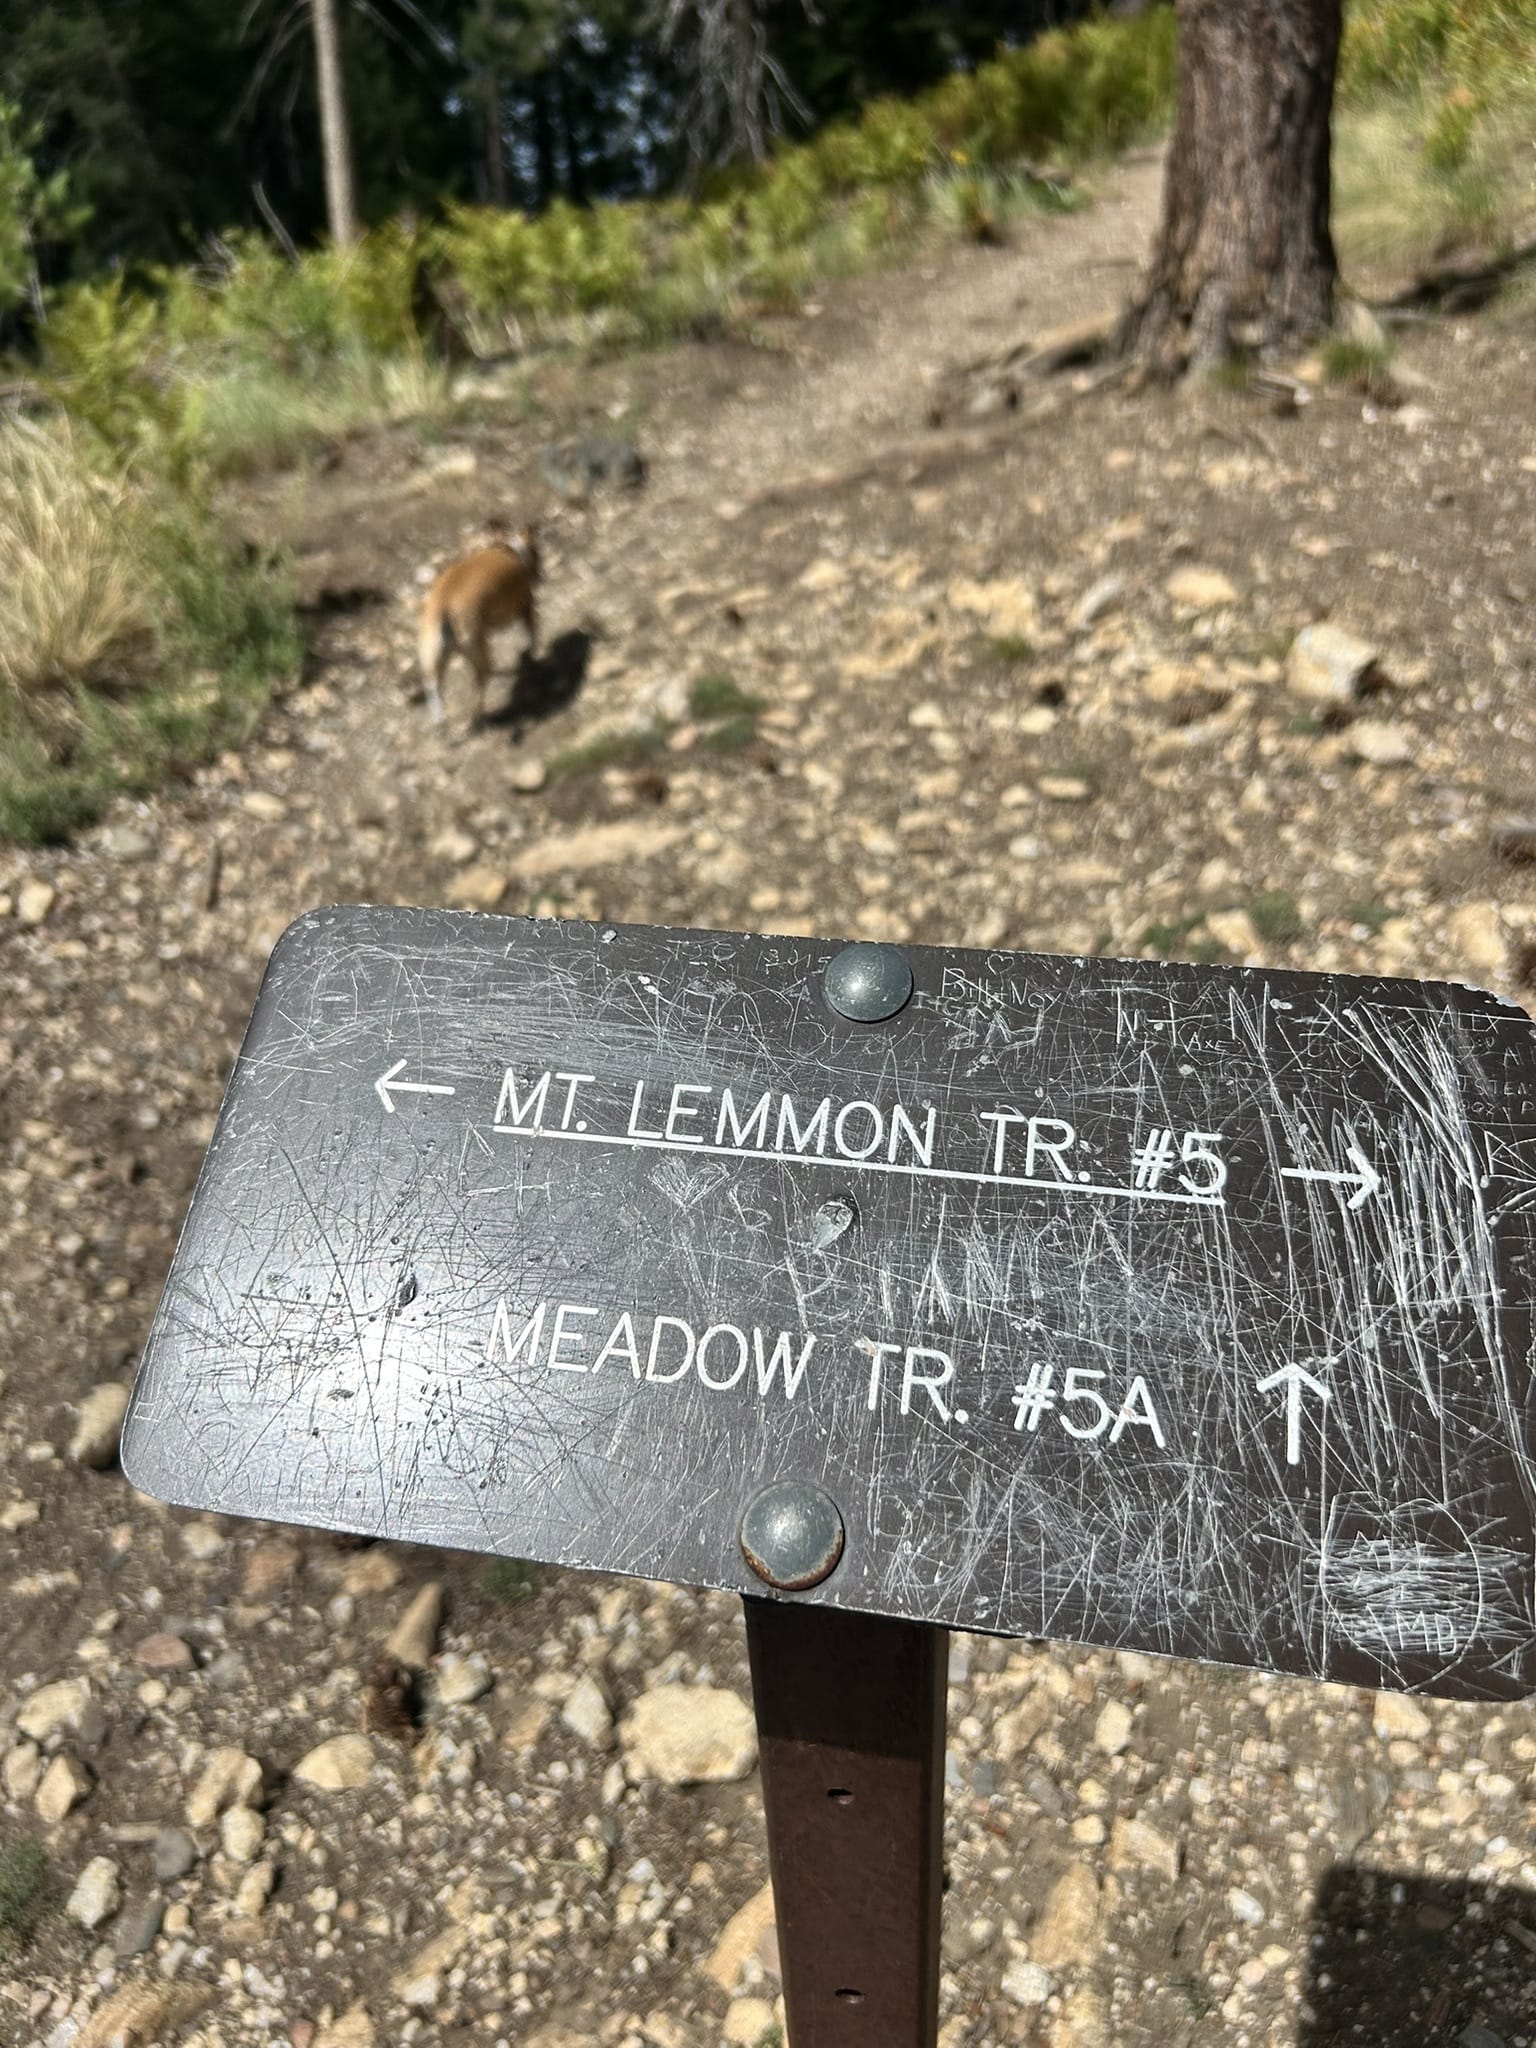 ← MT. LEMMON TR. #5 →
MEADOW TR. #5A ↑